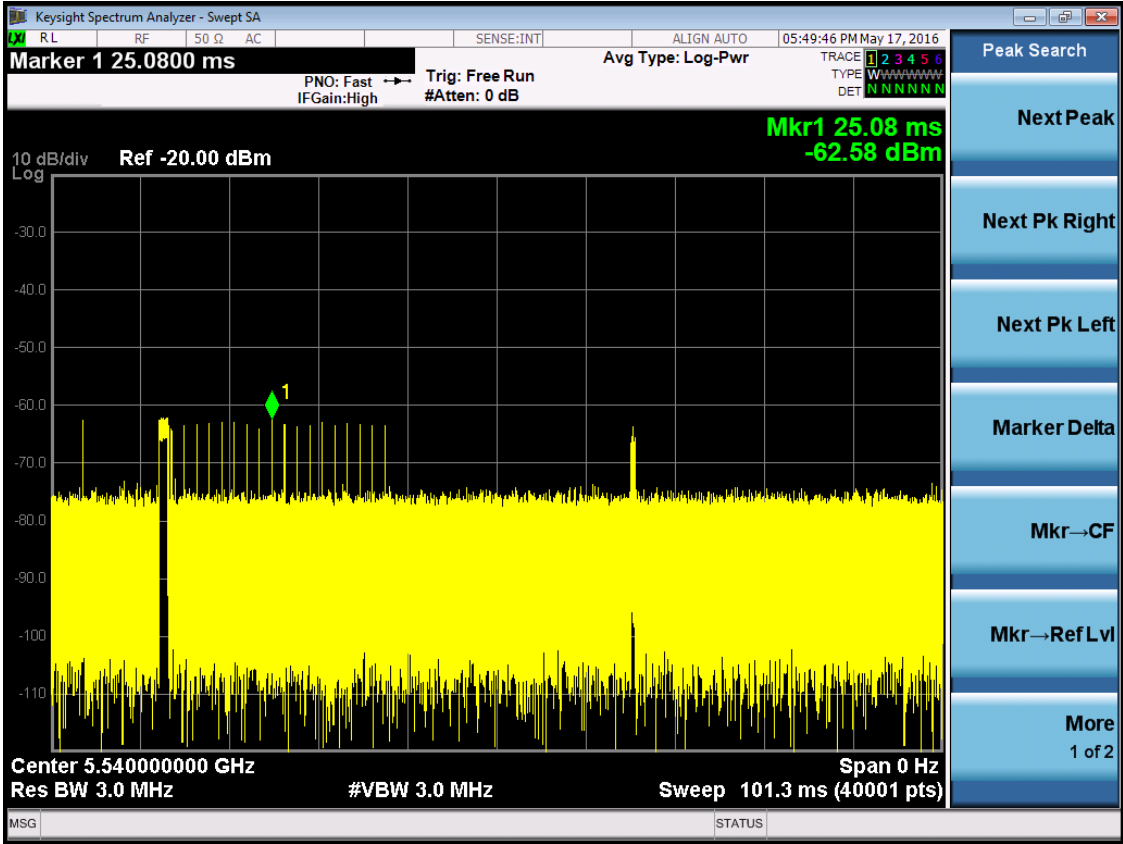 Keysight Spectrum Analyzer - Swept SA
LXI RL RF 50 Ω AC SENSE:INT ALIGN AUTO 05:49:46 PM May 17, 2016
Marker 1 25.0800 ms
PNO: Fast
IFGain:High
Trig: Free Run
#Atten: 0 dB
Avg Type: Log-Pwr
TRACE 1 2 3 4 5 6
TYPE WWWWWW
DET N N N N N N
Mkr1 25.08 ms
-62.58 dBm
10 dB/div Ref -20.00 dBm
Log
-30.0
-40.0
-50.0
1
-60.0
-70.0
-80.0
-90.0
-100
-110
Center 5.540000000 GHz Span 0 Hz
Res BW 3.0 MHz #VBW 3.0 MHz Sweep 101.3 ms (40001 pts)
MSG STATUS
Peak Search
Next Peak
Next Pk Right
Next Pk Left
Marker Delta
Mkr→CF
Mkr→Ref Lvl
More
1 of 2